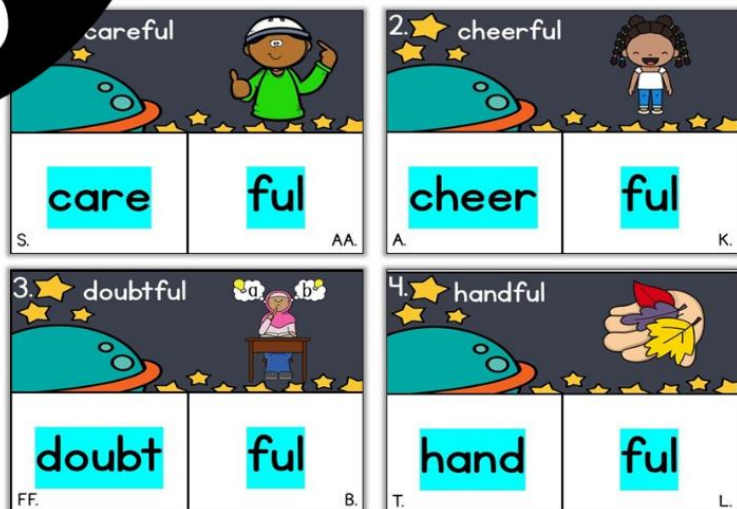 careful
care ful
S. AA.
2. cheerful
cheer ful
A. K.
3. doubtful
a b
doubt ful
FF. B.
4. handful
hand ful
T. L.